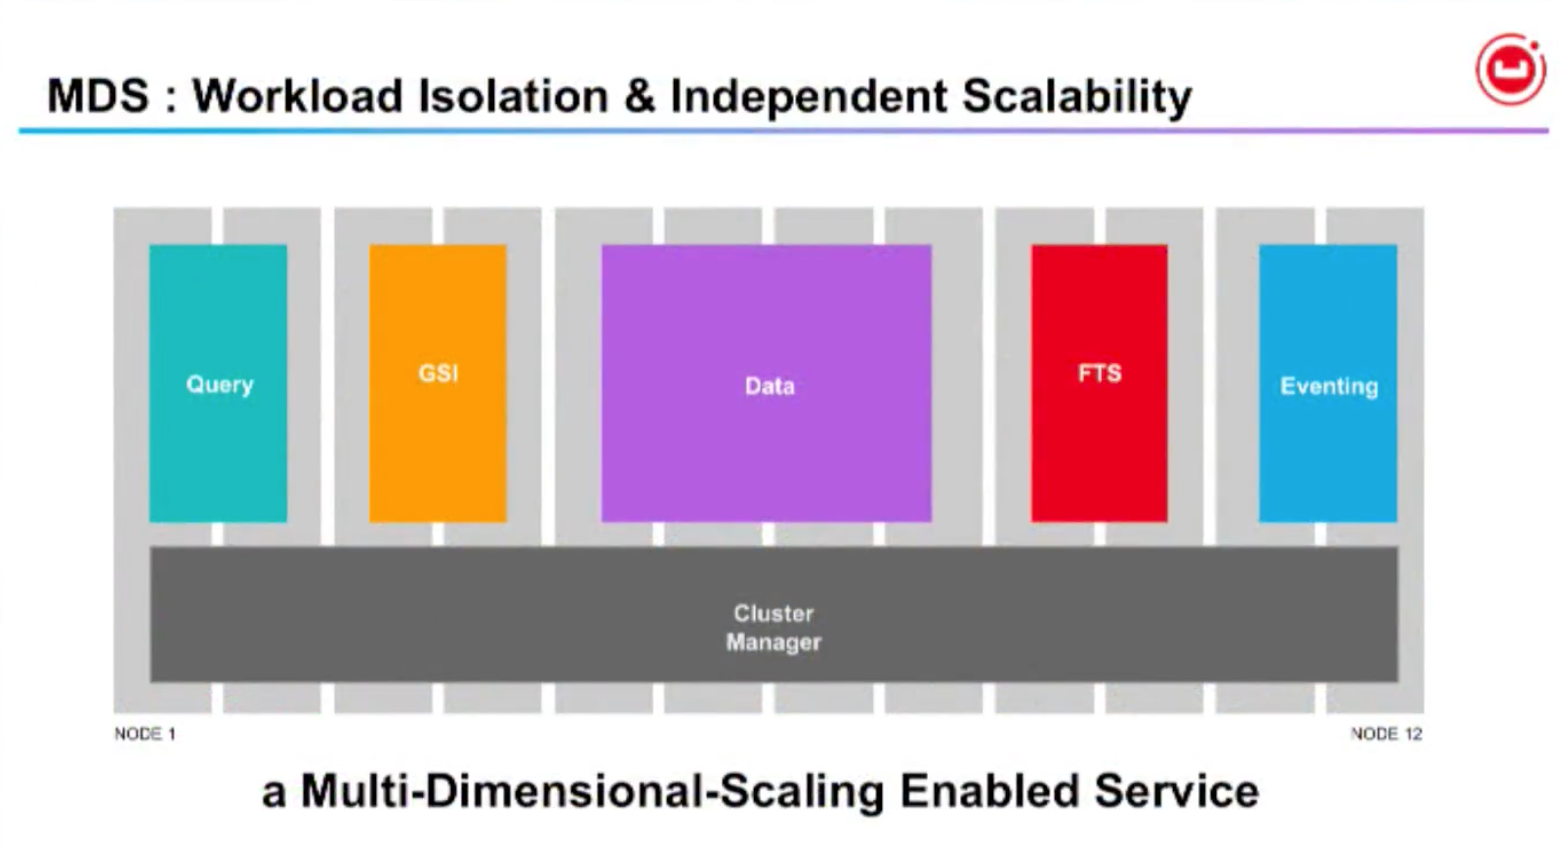 MDS : Workload Isolation & Independent Scalability
Query
GSI
Data
FTS
Eventing
Cluster
Manager
NODE 1
NODE 12
a Multi-Dimensional-Scaling Enabled Service